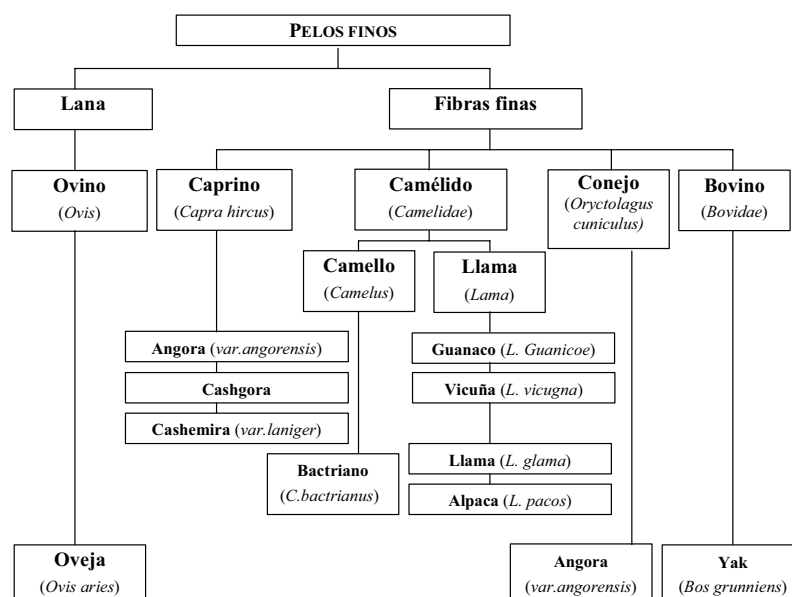 PELOS FINOS
Lana
Fibras finas
Ovino
(Ovis)
Caprino
(Capra hircus)
Camélido
(Camelidae)
Conejo
(Oryctolagus
cuniculus)
Bovino
(Bovidae)
Camello
(Camelus)
Llama
(Lama)
Angora (var.angorensis)
Cashgora
Cashemira (var.laniger)
Guanaco (L. Guanicoe)
Vicuña (L. vicugna)
Llama (L. glama)
Alpaca (L. pacos)
Bactriano
(C.bactrianus)
Oveja
(Ovis aries)
Angora
(var.angorensis)
Yak
(Bos grunniens)